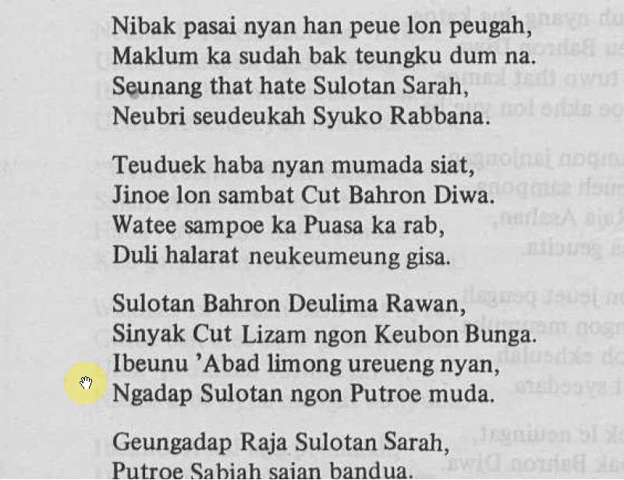 Nibak pasai nyan han peue lon peugah,
Maklum ka sudah bak teungku dum na.
Seunang that hate Sulotan Sarah,
Neubri seudeukah Syuko Rabbana.
Teuduek haba nyan mumada siat,
Jinoe lon sambat Cut Bahron Diwa.
Watee sampoe ka Puasa ka rab,
Duli halarat neukeumeung gisa.
Sulotan Bahron Deulima Rawan,
Sinyak Cut Lizam ngon Keubon Bunga.
Ibeunu ’Abad limong ureueng nyan,
Ngadap Sulotan ngon Putroe muda.
Geungadap Raja Sulotan Sarah,
Putroe Sabiah sajan bandua.